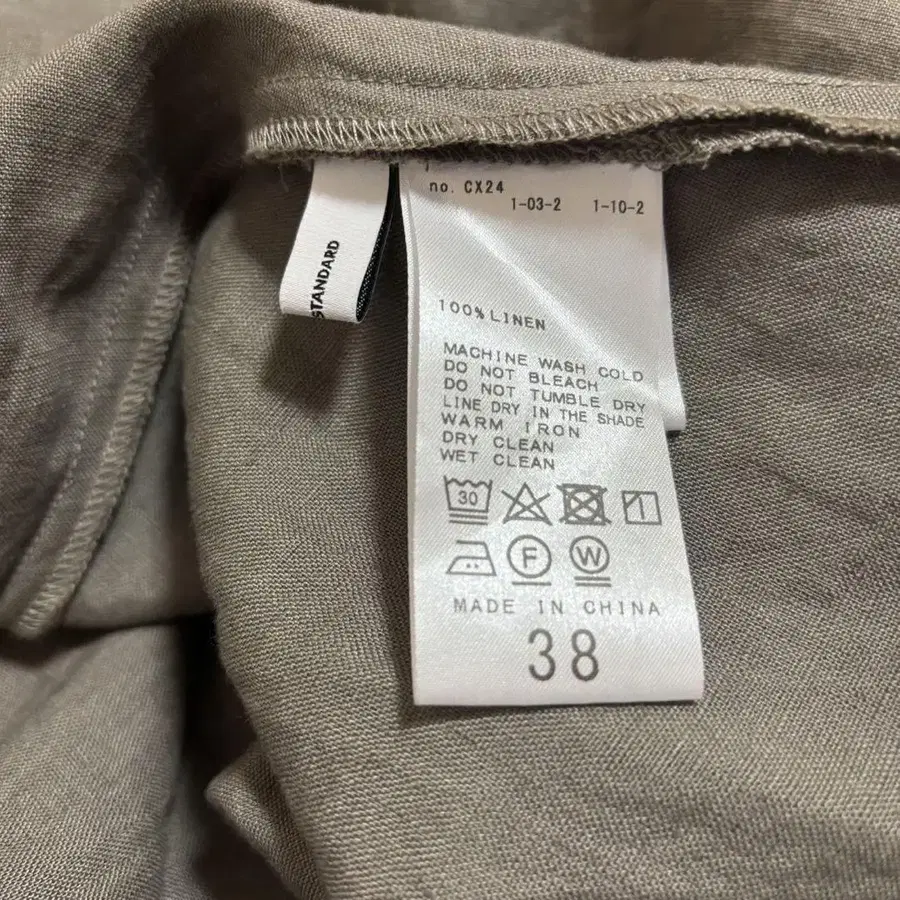 no. CX24
1-03-2 1-10-2
STANDARD
100% LINEN
MACHINE WASH COLD
DO NOT BLEACH
DO NOT TUMBLE DRY
LINE DRY IN THE SHADE
WARM IRON
DRY CLEAN
WET CLEAN
30
F W
MADE IN CHINA
38